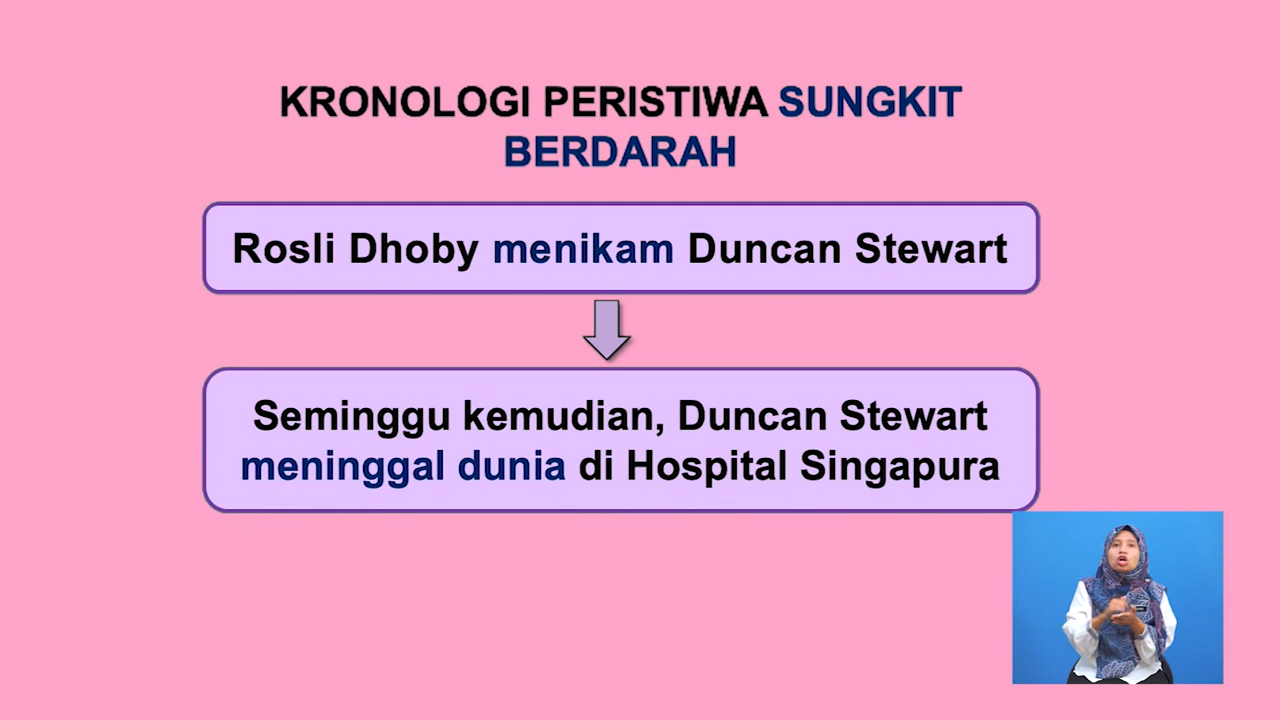 KRONOLOGI PERISTIWA SUNGKIT
BERDARAH
Rosli Dhoby menikam Duncan Stewart
Seminggu kemudian, Duncan Stewart
meninggal dunia di Hospital Singapura